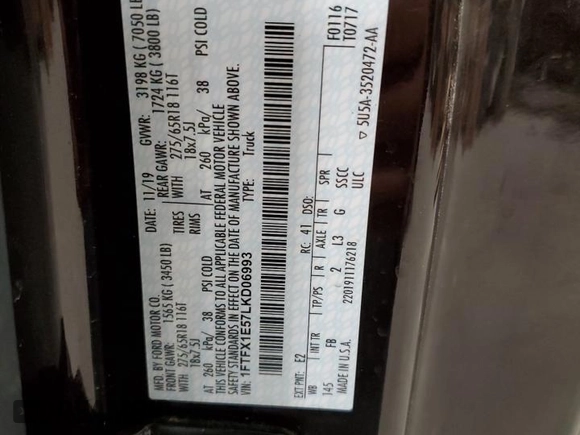 MFD. BY FORD MOTOR CO.
DATE: 11/19 GVWR: 3198 KG ( 7050 LB
FRONT GAWR: 1565 KG ( 3450 LB) REAR GAWR: 1724 KG ( 3800 LB)
WITH 275/65R18 116T TIRES WITH 275/65R18 116T
18x7.5J RIMS 18x7.5J
AT 260 kPa/ 38 PSI COLD AT 260 kPa/ 38 PSI COLD
THIS VEHICLE CONFORMS TO ALL APPLICABLE FEDERAL MOTOR VEHICLE
SAFETY STANDARDS IN EFFECT ON THE DATE OF MANUFACTURE SHOWN ABOVE.
VIN: 1FTFX1E57LKD06993 TYPE: Truck
F0116
T0717
EXT PNT: E2 RC: 41 DSO:
WB INT TR TP/PS R AXLE TR SPR
145 FB 2 L3 G SSCC
MADE IN U.S.A. 2201911176218 ULC
▽ 5U5A-3520472-AA